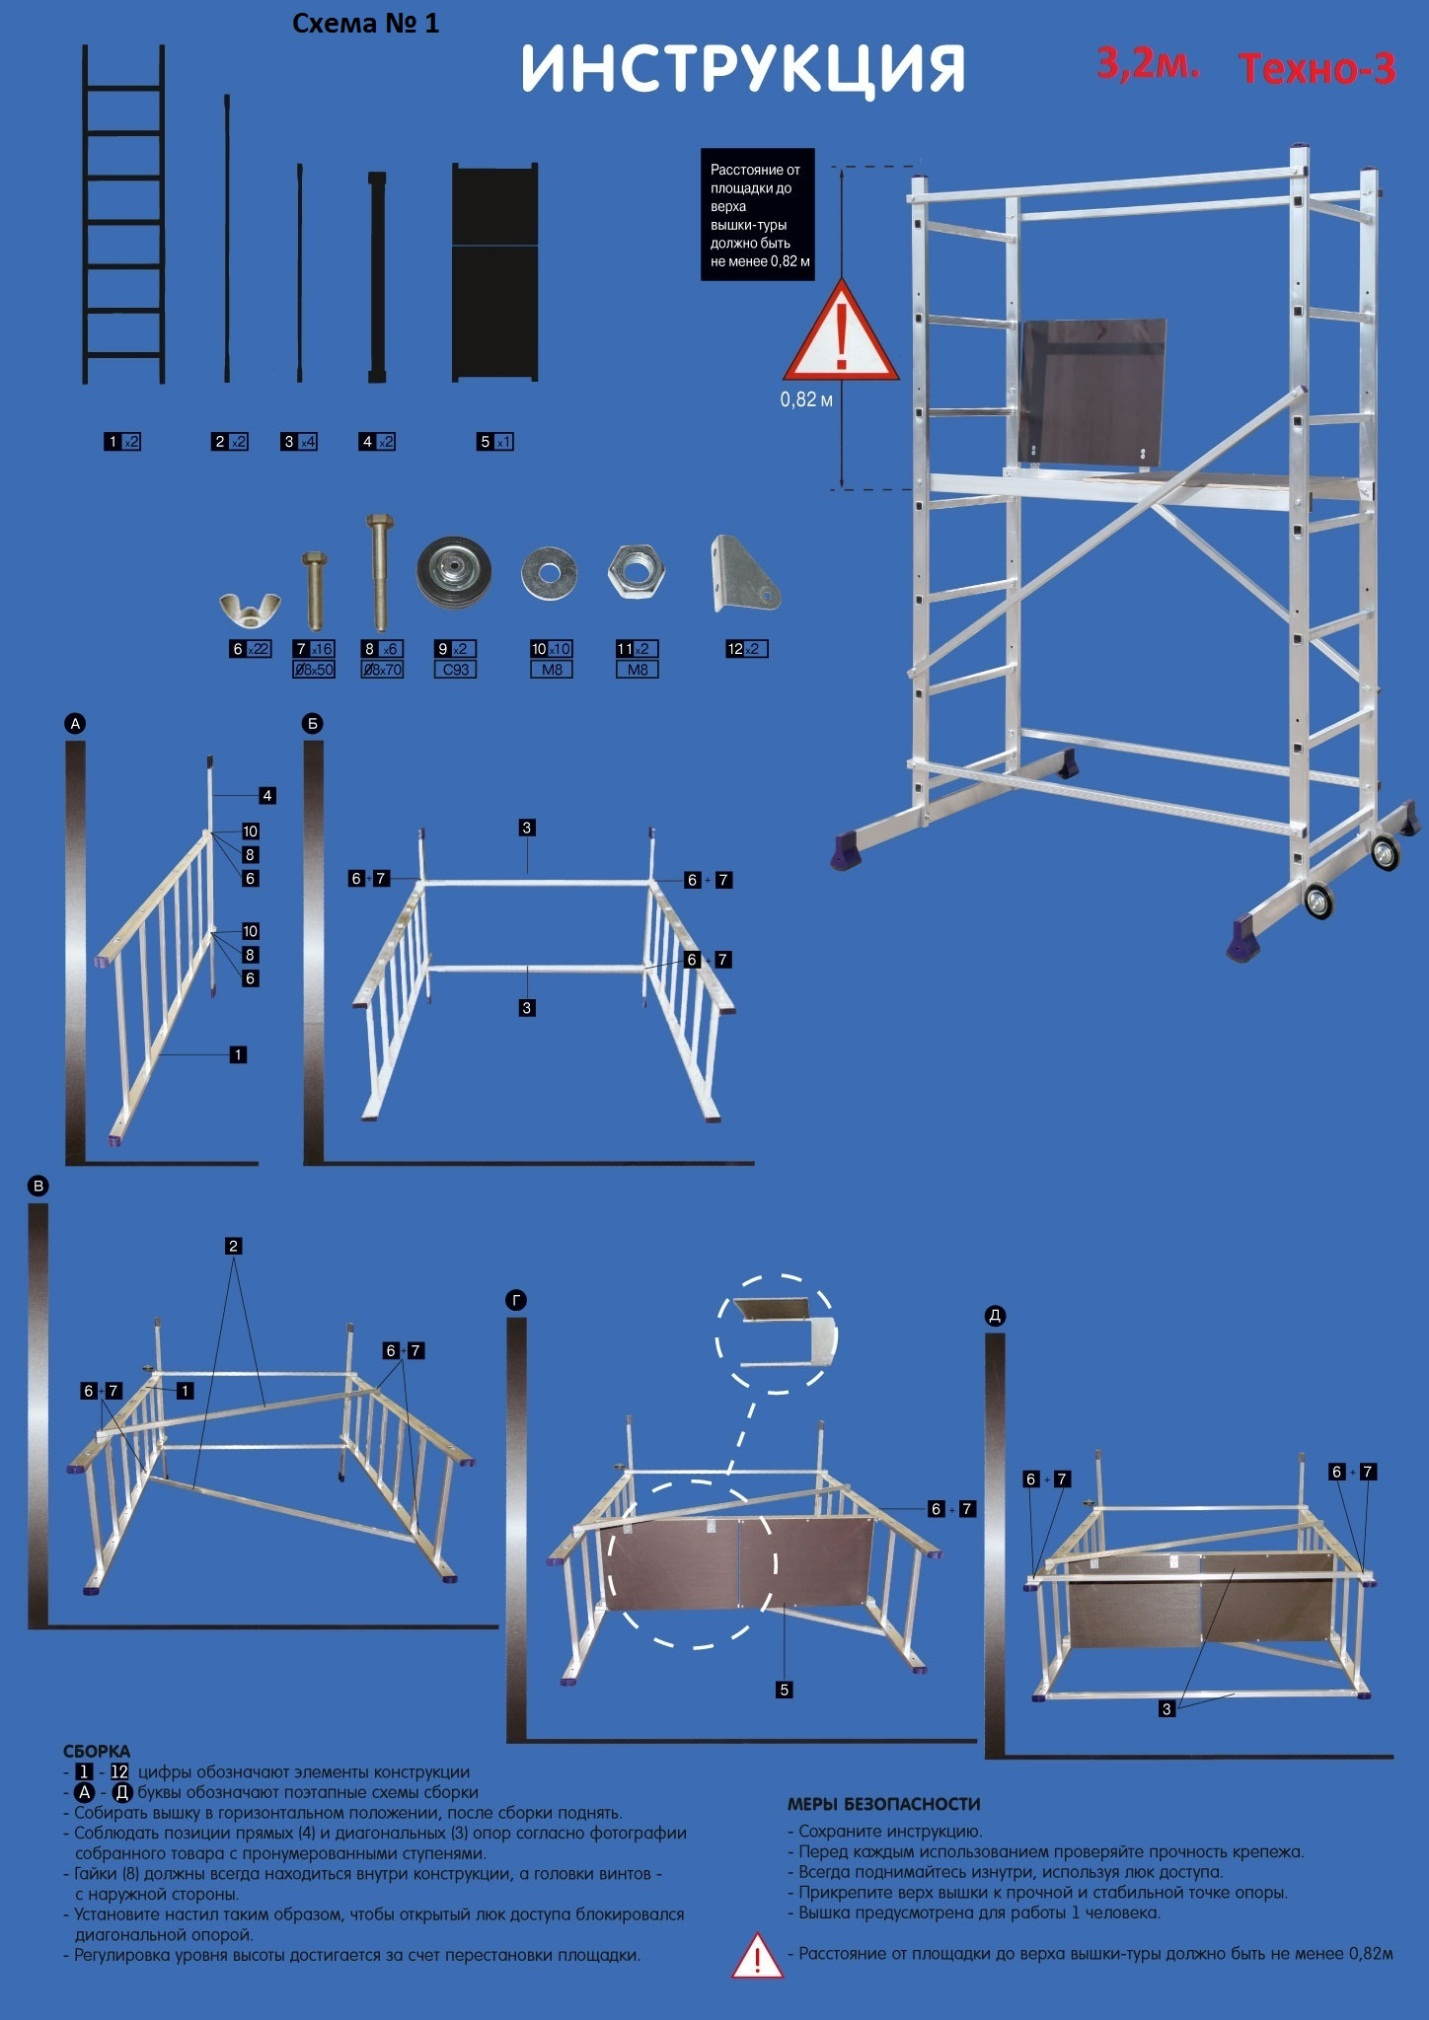 Схема № 1
ИНСТРУКЦИЯ
3,2м. Техно-3
Расстояние от
площадки до
верха
вышки-туры
должно быть
не менее 0,82 м
0,82 м
1 x2
2 x2
3 x4
4 x2
5 x1
6 x22
7 x16
Ø8x50
8 x6
Ø8x70
9 x2
C93
10 x10
M8
11 x2
M8
12 x2
А
4
10
8
6
10
8
6
1
Б
3
6 + 7
6 + 7
6 + 7
3
В
2
6 + 7
6 + 7
1
2
Г
6 + 7
5
Д
6 + 7
6 + 7
3
СБОРКА
- 1 - 12 цифры обозначают элементы конструкции
- А - Д буквы обозначают поэтапные схемы сборки
- Собирать вышку в горизонтальном положении, после сборки поднять.
- Соблюдать позиции прямых (4) и диагональных (3) опор согласно фотографии
собранного товара с пронумерованными ступенями.
- Гайки (8) должны всегда находиться внутри конструкции, а головки винтов -
с наружной стороны.
- Установите настил таким образом, чтобы открытый люк доступа блокировался
диагональной опорой.
- Регулировка уровня высоты достигается за счет перестановки площадки.
МЕРЫ БЕЗОПАСНОСТИ
- Сохраните инструкцию.
- Перед каждым использованием проверяйте прочность крепежа.
- Всегда поднимайтесь изнутри, используя люк доступа.
- Прикрепите верх вышки к прочной и стабильной точке опоры.
- Вышка предусмотрена для работы 1 человека.
- Расстояние от площадки до верха вышки-туры должно быть не менее 0,82м